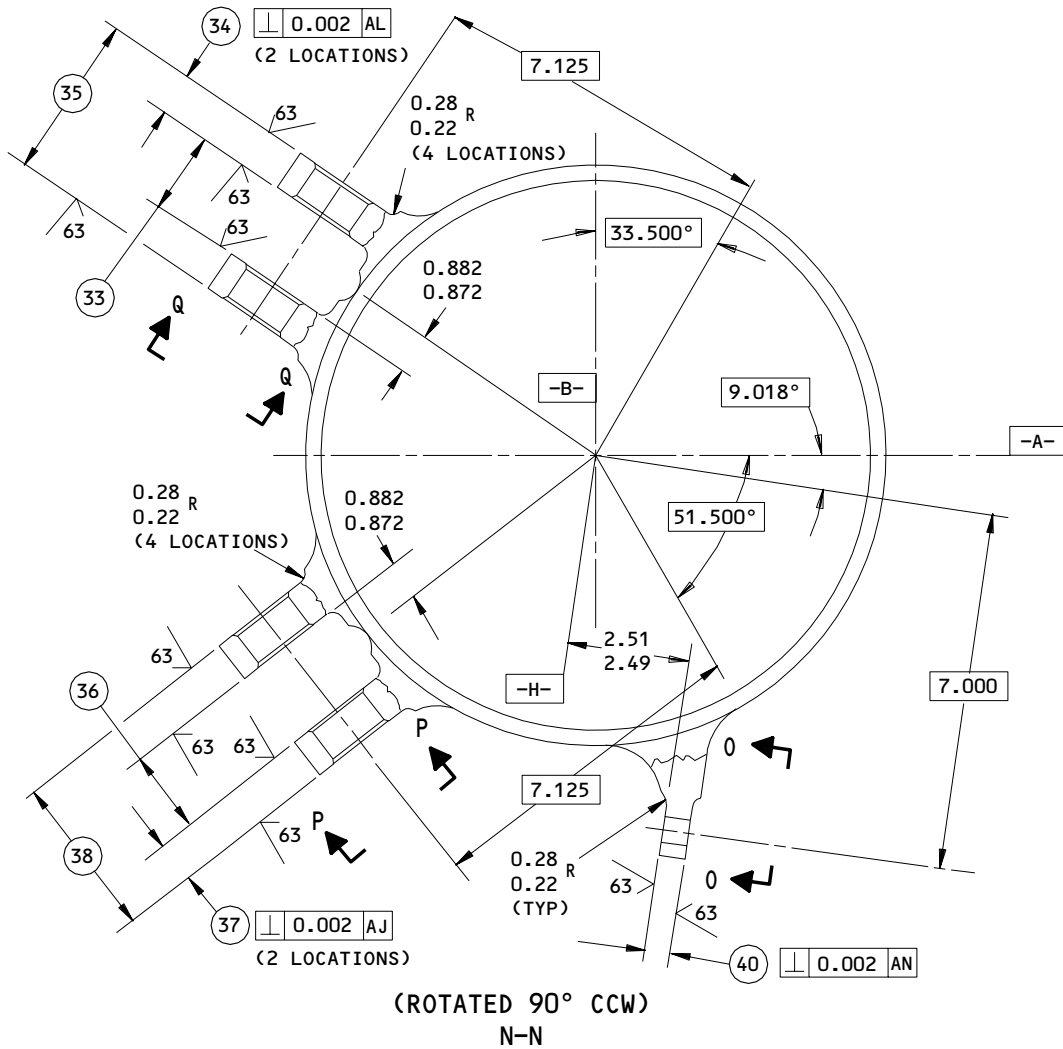 34 ⊥ 0.002 AL
(2 LOCATIONS)
7.125
35
63
0.28 R
0.22
(4 LOCATIONS)
63
63
63
33.500°
33
0.882
0.872
Q
Q
-B-
9.018°
-A-
0.28 R
0.22
(4 LOCATIONS)
0.882
0.872
51.500°
2.51
2.49
63
-H-
7.000
36
63
63
P
O
7.125
38
63
P
0.28 R
0.22
(TYP)
63
O
63
37 ⊥ 0.002 AJ
(2 LOCATIONS)
40 ⊥ 0.002 AN
(ROTATED 90° CCW)
N-N